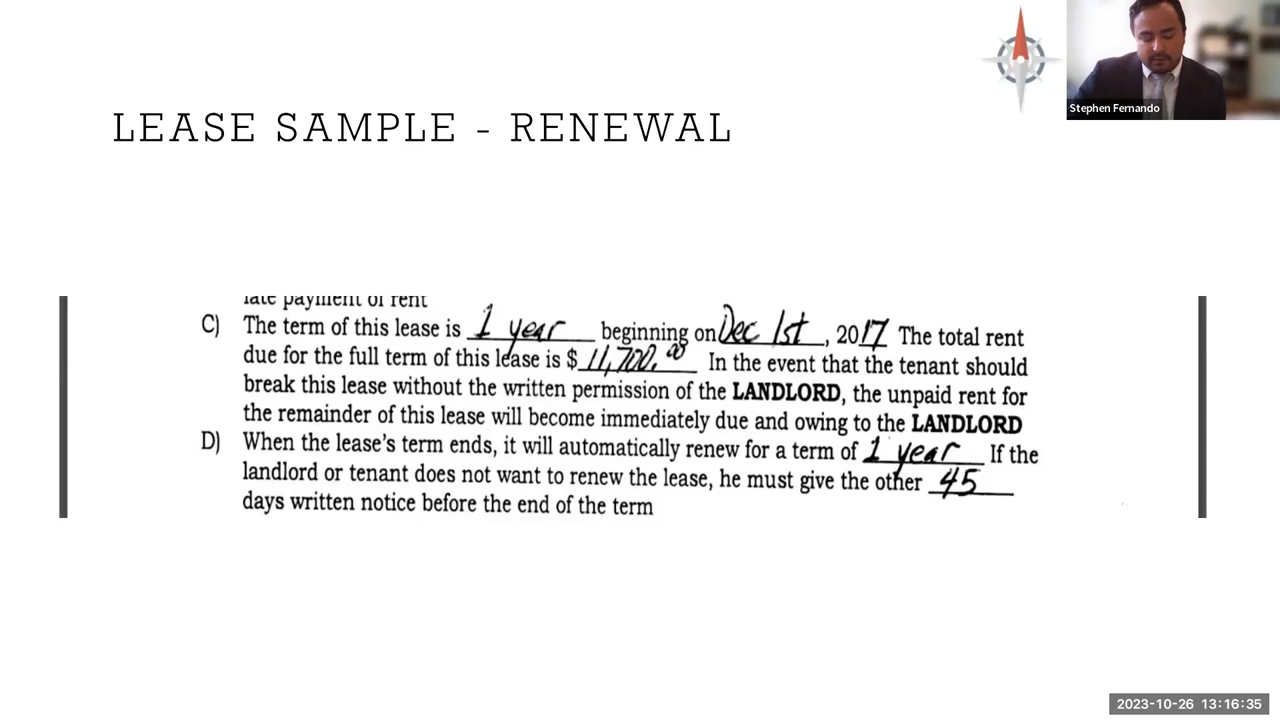 Stephen Fernando
LEASE SAMPLE - RENEWAL
late payment of rent
C) The term of this lease is 1 year beginning on Dec 1st, 2017 The total rent
due for the full term of this lease is $ 11,700.00 In the event that the tenant should
break this lease without the written permission of the LANDLORD, the unpaid rent for
the remainder of this lease will become immediately due and owing to the LANDLORD
D) When the lease's term ends, it will automatically renew for a term of 1 year If the
landlord or tenant does not want to renew the lease, he must give the other 45
days written notice before the end of the term
2023-10-26 13:16:35